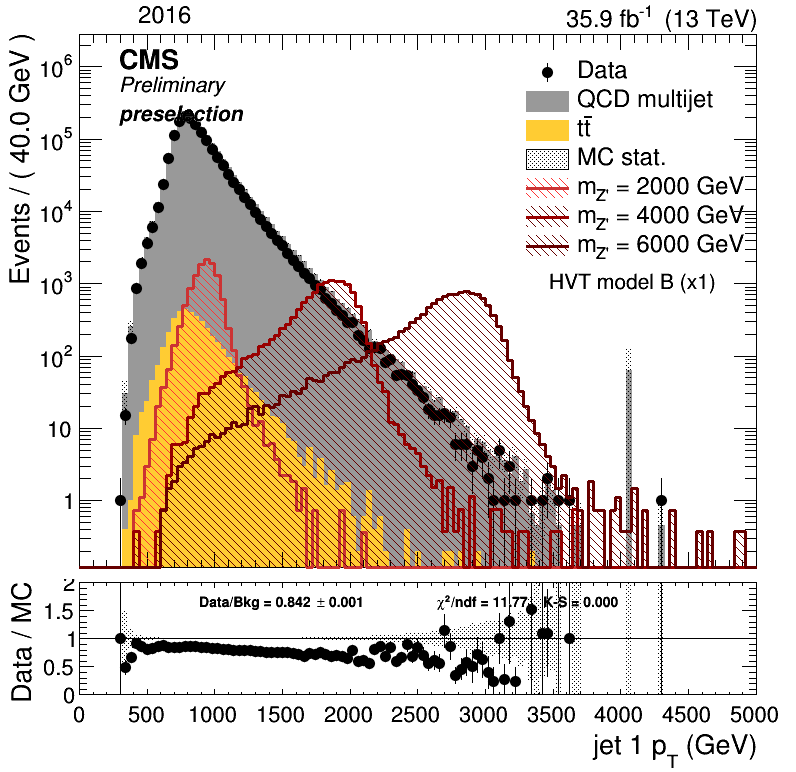 2016
35.9 fb⁻¹ (13 TeV)
Events / ( 40.0 GeV )
CMS
Preliminary
preselection
Data
QCD multijet
tt̄
MC stat.
m_Z' = 2000 GeV
m_Z' = 4000 GeV
m_Z' = 6000 GeV
HVT model B (x1)
10⁶
10⁵
10⁴
10³
10²
10
1
Data / MC
2
1.5
1
0.5
0
Data/Bkg = 0.842 ± 0.001
χ²/ndf = 11.77, K-S = 0.000
0 500 1000 1500 2000 2500 3000 3500 4000 4500 5000
jet 1 p_T (GeV)